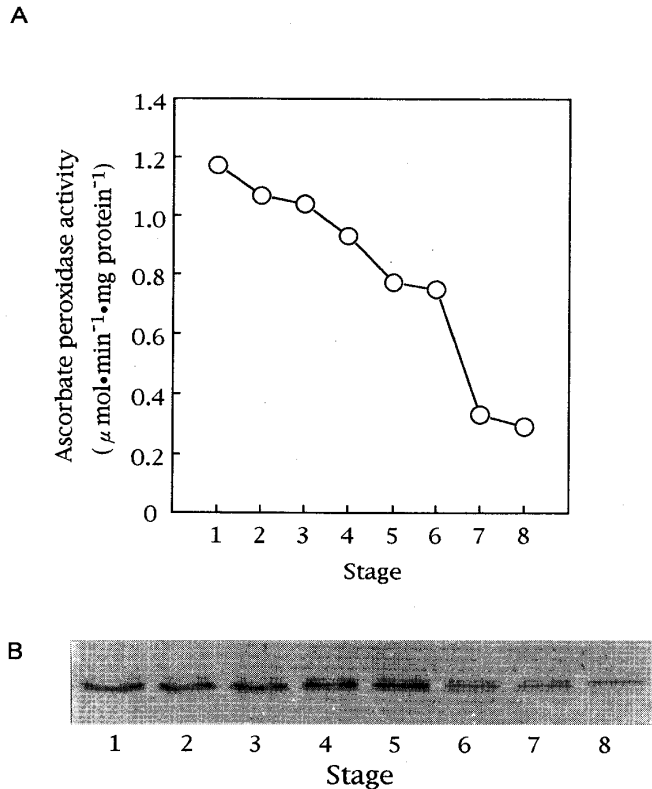 A
1.4
1.2
1.0
0.8
0.6
0.4
0.2
0
Ascorbate peroxidase activity
(μ mol•min⁻¹•mg protein⁻¹)
1 2 3 4 5 6 7 8
Stage
B
1 2 3 4 5 6 7 8
Stage